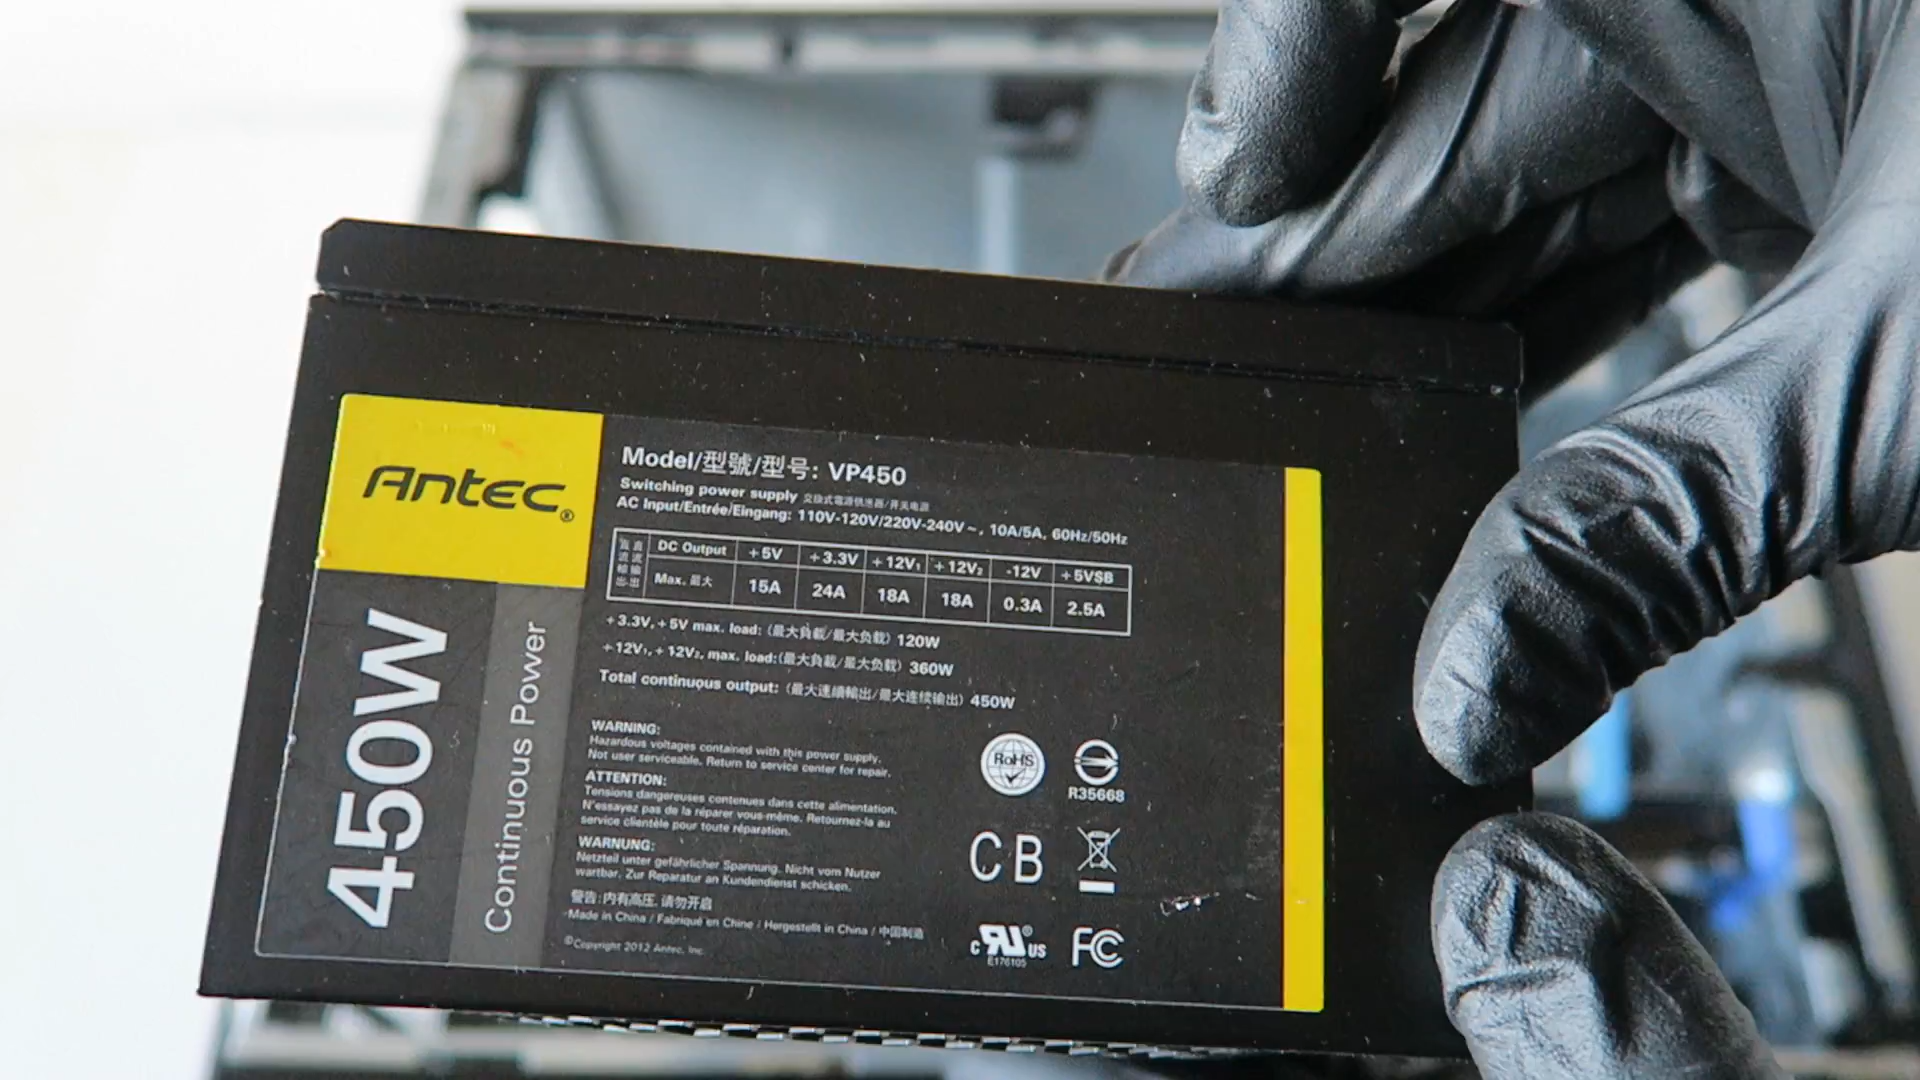 Antec®
450W
Continuous Power
Model/型號/型号: VP450
Switching power supply 交換式電源供應器/开关电源
AC Input/Entrée/Eingang: 110V-120V/220V-240V～, 10A/5A, 60Hz/50Hz
直流輸出 直流输出 DC Output +5V +3.3V +12V₁ +12V₂ -12V +5VSB
Max. 最大 15A 24A 18A 18A 0.3A 2.5A
+3.3V, +5V max. load: (最大負載/最大负载) 120W
+12V₁, +12V₂, max. load:(最大負載/最大负载) 360W
Total continuous output: (最大連續輸出/最大连续输出) 450W
WARNING:
Hazardous voltages contained with this power supply.
Not user serviceable. Return to service center for repair.
ATTENTION:
Tensions dangereuses contenues dans cette alimentation.
N'essayez pas de la réparer vous-même. Retournez-la au
service clientèle pour toute réparation.
WARNUNG:
Netzteil unter gefährlicher Spannung. Nicht vom Nutzer
wartbar. Zur Reparatur an Kundendienst schicken.
警告: 内有高压, 请勿开启
Made in China / Fabriqué en Chine / Hergestellt in China / 中国制造
©Copyright 2012 Antec, Inc.
RoHS
R35668
CB
c RU® US
E176105
FC